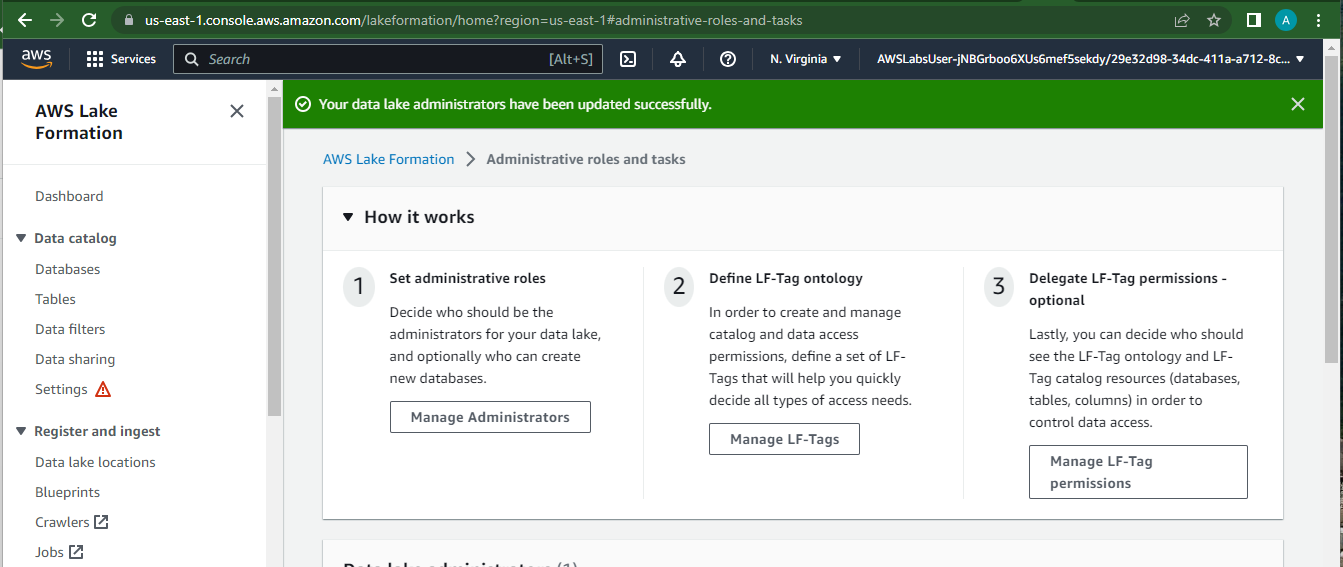 us-east-1.console.aws.amazon.com/lakeformation/home?region=us-east-1#administrative-roles-and-tasks
A
aws
Services
Search
[Alt+S]
N. Virginia
AWSLabsUser-jNBGrboo6XUs6mef5sekdy/29e32d98-34dc-411a-a712-8c...
AWS Lake
Formation
Dashboard
Data catalog
Databases
Tables
Data filters
Data sharing
Settings
Register and ingest
Data lake locations
Blueprints
Crawlers
Jobs
Your data lake administrators have been updated successfully.
AWS Lake Formation
Administrative roles and tasks
How it works
1
Set administrative roles
Decide who should be the
administrators for your data lake,
and optionally who can create
new databases.
Manage Administrators
2
Define LF-Tag ontology
In order to create and manage
catalog and data access
permissions, define a set of LF-
Tags that will help you quickly
decide all types of access needs.
Manage LF-Tags
3
Delegate LF-Tag permissions -
optional
Lastly, you can decide who should
see the LF-Tag ontology and LF-
Tag catalog resources (databases,
tables, columns) in order to
control data access.
Manage LF-Tag
permissions
Data lake administrators (1)